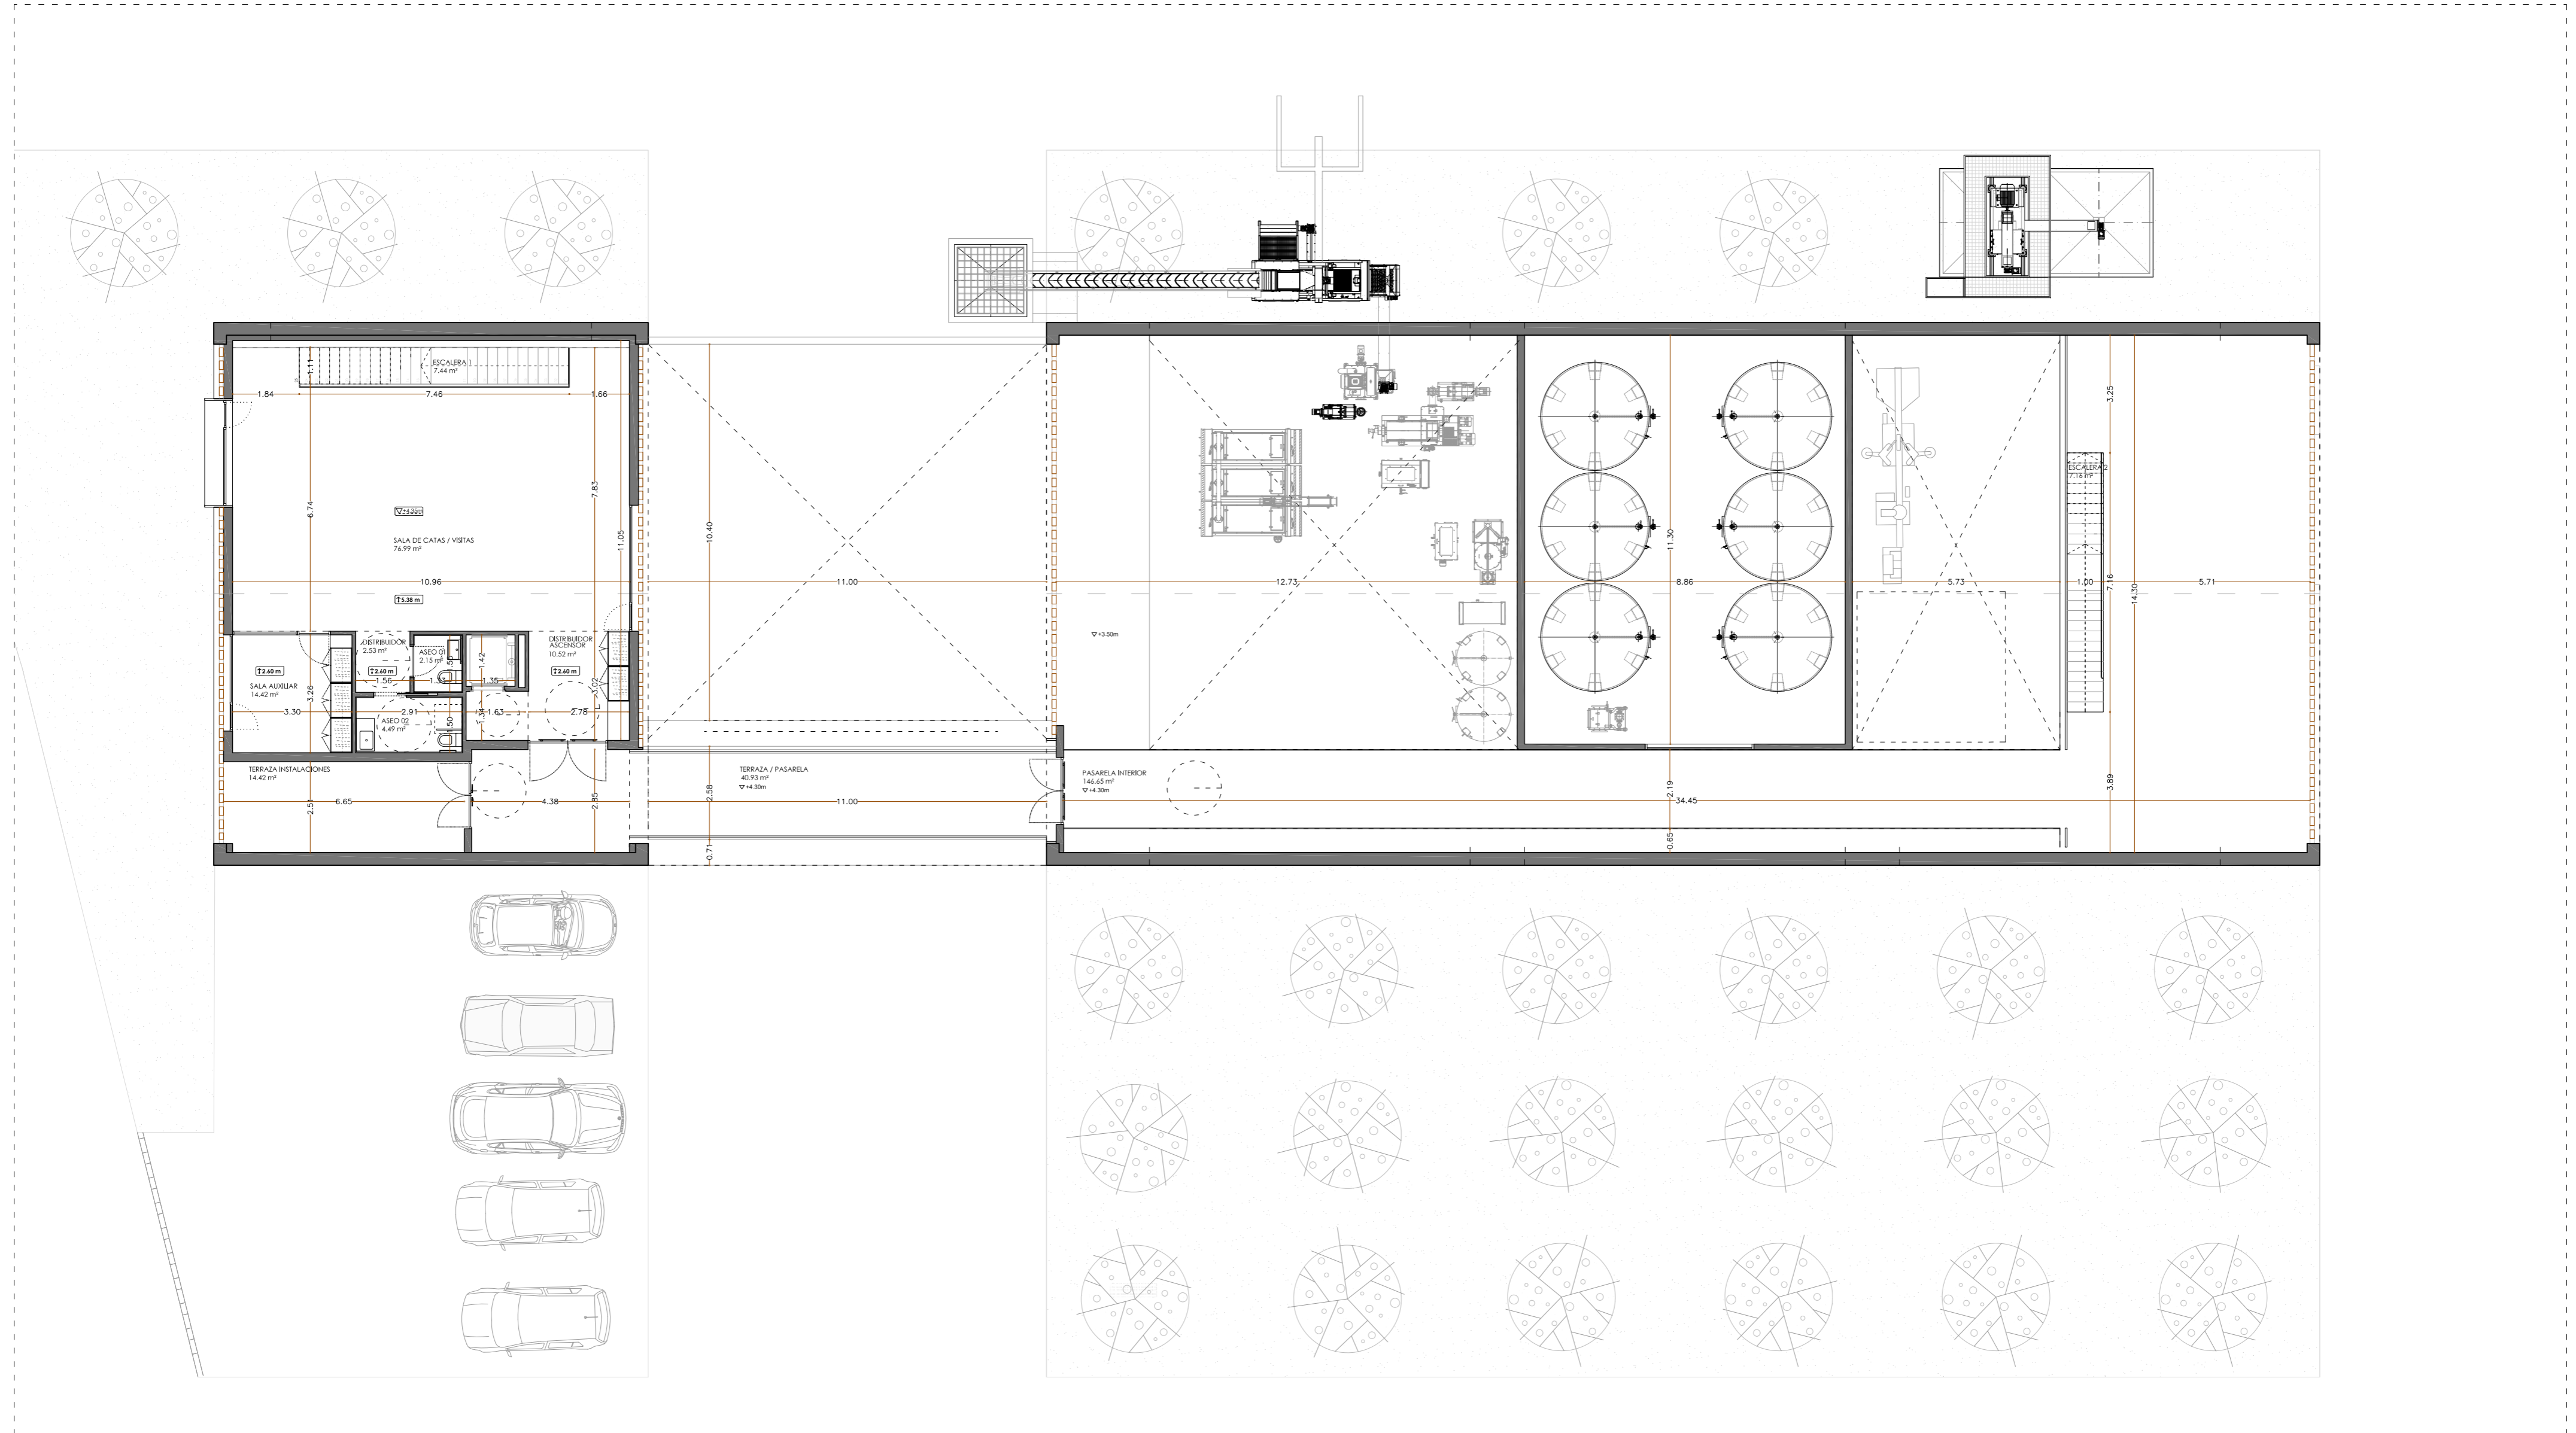 ESCALERA 1
7.44 m²
1.11
1.84
7.46
1.66
6.74
7.83
11.05
10.40
SALA DE CATAS / VISITAS
76.99 m²
10.96
11.00
12.73
8.86
5.73
1.00
5.71
5.38 m
11.30
3.25
ESCALERA 2
7.16 m²
7.16
14.30
+3.50m
DISTRIBUIDOR
2.53 m²
2.60 m
ASEO 01
2.15 m²
1.42
DISTRIBUIDOR
ASCENSOR
10.52 m²
2.60 m
2.60 m
SALA AUXILIAR
14.42 m²
3.26
1.56
1.33
1.35
3.02
3.30
2.91
1.63
2.78
ASEO 02
4.49 m²
1.50
TERRAZA INSTALACIONES
14.42 m²
TERRAZA / PASARELA
40.93 m²
+4.30m
PASARELA INTERIOR
146.65 m²
+4.30m
2.51
6.65
4.38
2.85
2.58
11.00
2.19
34.45
3.89
0.71
0.65